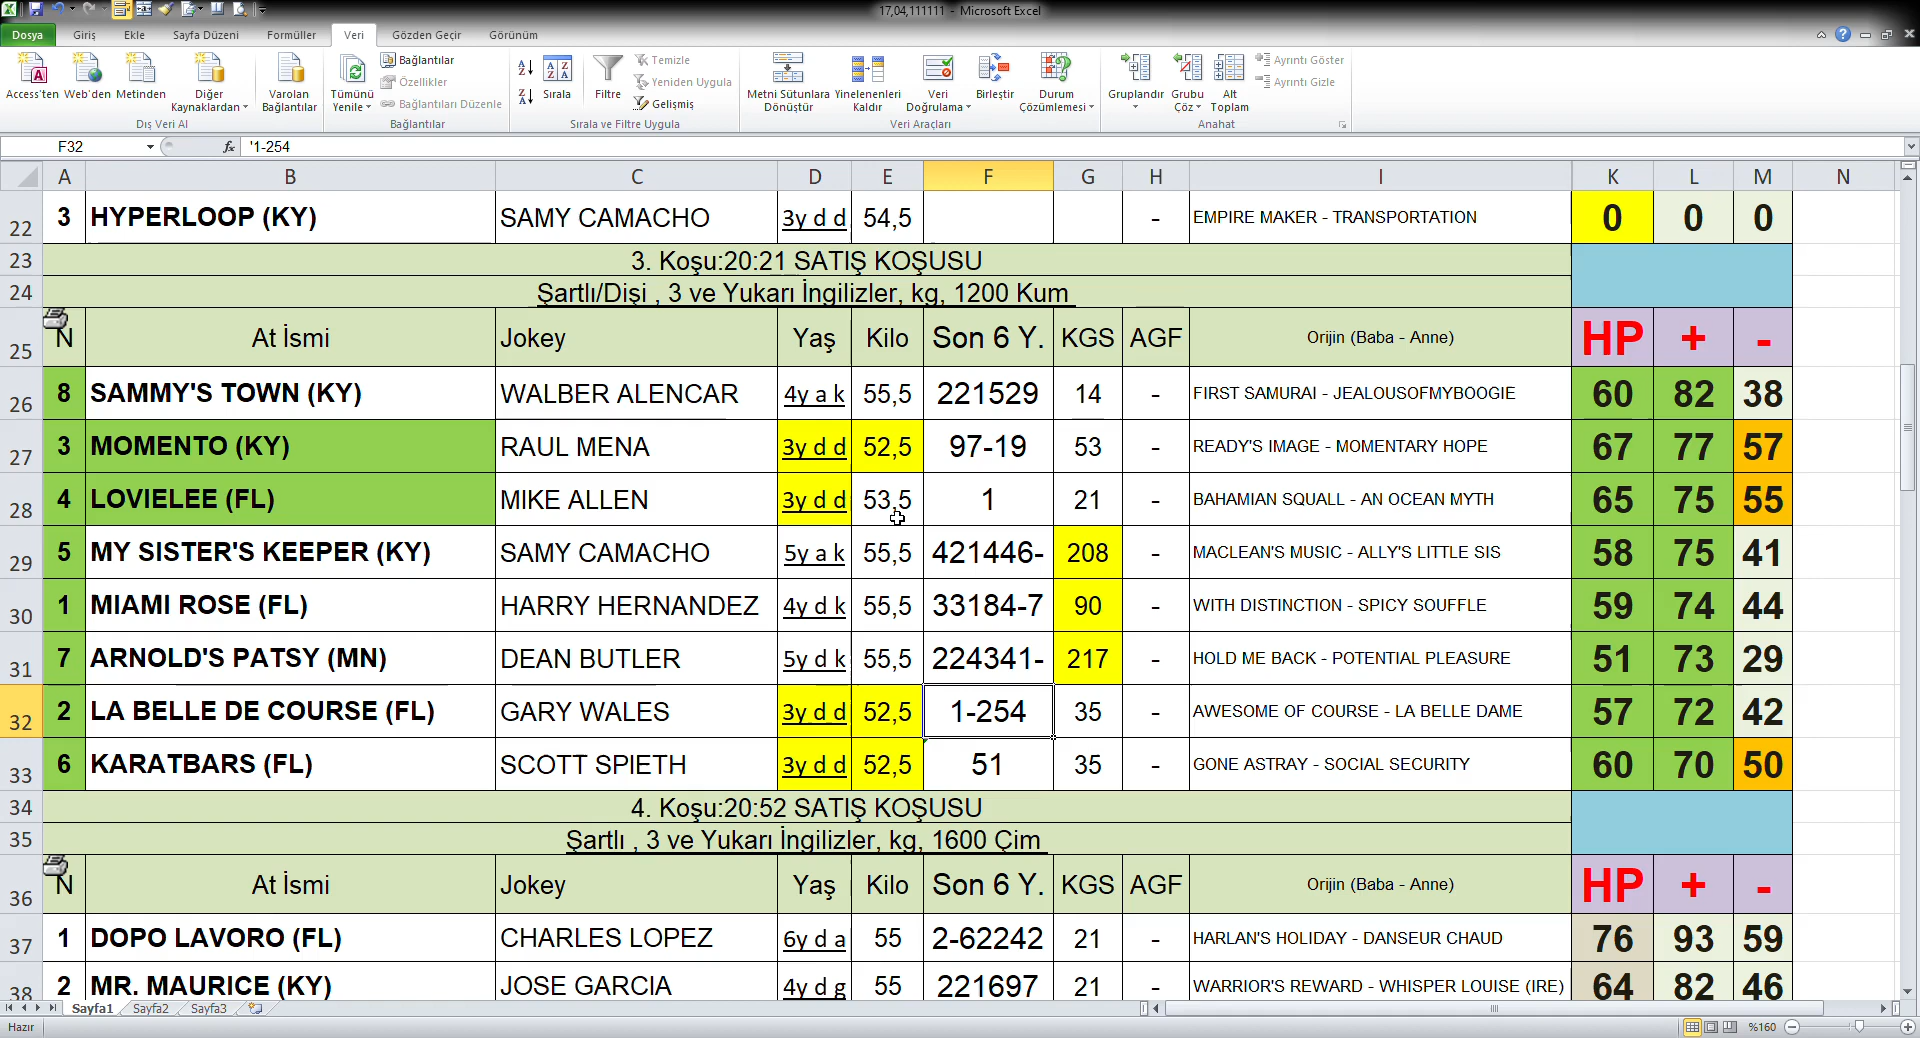 17,04,111111 - Microsoft Excel
Dosya Giriş Ekle Sayfa Düzeni Formüller Veri Gözden Geçir Görünüm
Access'ten Web'den Metinden Diğer Kaynaklardan Varolan Bağlantılar Tümünü Yenile Bağlantılar Özellikler Bağlantıları Düzenle Sırala Filtre Temizle Yeniden Uygula Gelişmiş Metni Sütunlara Dönüştür Yinelenenleri Kaldır Veri Doğrulama Birleştir Durum Çözümlemesi Gruplandır Grubu Çöz Alt Toplam Ayrıntı Göster Ayrıntı Gizle
Dış Veri Al Bağlantılar Sırala ve Filtre Uygula Veri Araçları Anahat
F32 fx '1-254
A B C D E F G H I K L M N
22 3 HYPERLOOP (KY) SAMY CAMACHO 3y d d 54,5 - EMPIRE MAKER - TRANSPORTATION 0 0 0
23 3. Koşu:20:21 SATIŞ KOŞUSU
24 Şartlı/Dişi , 3 ve Yukarı İngilizler, kg, 1200 Kum
25 N At İsmi Jokey Yaş Kilo Son 6 Y. KGS AGF Orijin (Baba - Anne) HP + -
26 8 SAMMY'S TOWN (KY) WALBER ALENCAR 4y a k 55,5 221529 14 - FIRST SAMURAI - JEALOUSOFMYBOOGIE 60 82 38
27 3 MOMENTO (KY) RAUL MENA 3y d d 52,5 97-19 53 - READY'S IMAGE - MOMENTARY HOPE 67 77 57
28 4 LOVIELEE (FL) MIKE ALLEN 3y d d 53,5 1 21 - BAHAMIAN SQUALL - AN OCEAN MYTH 65 75 55
29 5 MY SISTER'S KEEPER (KY) SAMY CAMACHO 5y a k 55,5 421446- 208 - MACLEAN'S MUSIC - ALLY'S LITTLE SIS 58 75 41
30 1 MIAMI ROSE (FL) HARRY HERNANDEZ 4y d k 55,5 33184-7 90 - WITH DISTINCTION - SPICY SOUFFLE 59 74 44
31 7 ARNOLD'S PATSY (MN) DEAN BUTLER 5y d k 55,5 224341- 217 - HOLD ME BACK - POTENTIAL PLEASURE 51 73 29
32 2 LA BELLE DE COURSE (FL) GARY WALES 3y d d 52,5 1-254 35 - AWESOME OF COURSE - LA BELLE DAME 57 72 42
33 6 KARATBARS (FL) SCOTT SPIETH 3y d d 52,5 51 35 - GONE ASTRAY - SOCIAL SECURITY 60 70 50
34 4. Koşu:20:52 SATIŞ KOŞUSU
35 Şartlı , 3 ve Yukarı İngilizler, kg, 1600 Çim
36 N At İsmi Jokey Yaş Kilo Son 6 Y. KGS AGF Orijin (Baba - Anne) HP + -
37 1 DOPO LAVORO (FL) CHARLES LOPEZ 6y d a 55 2-62242 21 - HARLAN'S HOLIDAY - DANSEUR CHAUD 76 93 59
38 2 MR. MAURICE (KY) JOSE GARCIA 4y d g 55 221697 21 - WARRIOR'S REWARD - WHISPER LOUISE (IRE) 64 82 46
Sayfa1 Sayfa2 Sayfa3
Hazır %160